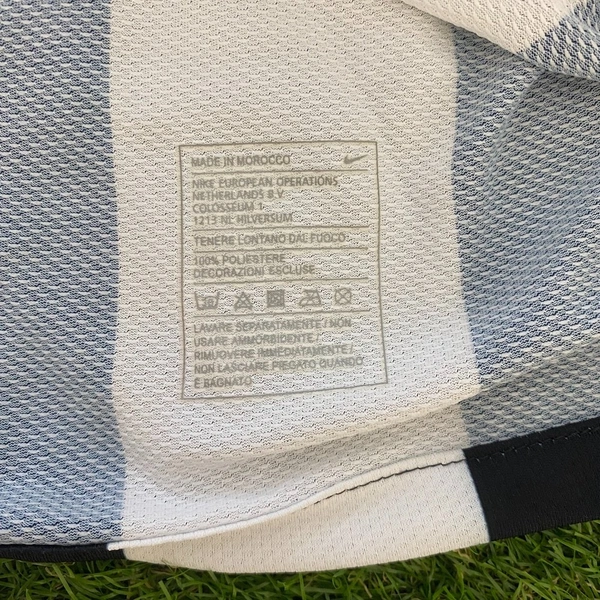 MADE IN MOROCCO
NIKE EUROPEAN OPERATIONS
NETHERLANDS B.V.
COLOSSEUM 1
1213 NL HILVERSUM
TENERE LONTANO DAL FUOCO
100% POLIESTERE
DECORAZIONI ESCLUSE
LAVARE SEPARATAMENTE / NON
USARE AMMORBIDENTE /
RIMUOVERE IMMEDIATAMENTE /
NON LASCIARE PIEGATO QUANDO
È BAGNATO